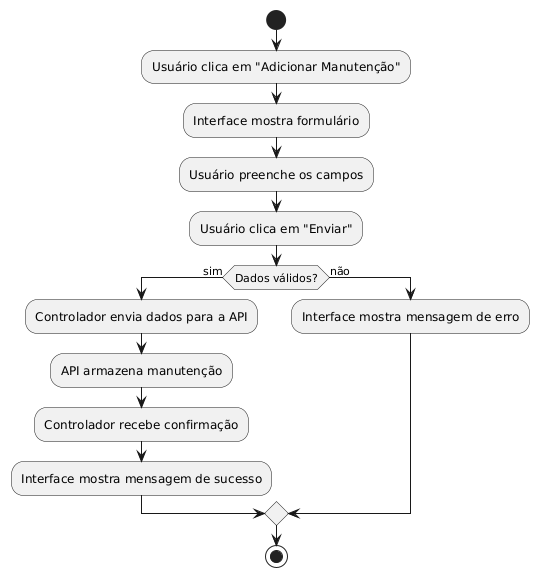 Usuário clica em "Adicionar Manutenção"
Interface mostra formulário
Usuário preenche os campos
Usuário clica em "Enviar"
sim
Dados válidos?
não
Controlador envia dados para a API
Interface mostra mensagem de erro
API armazena manutenção
Controlador recebe confirmação
Interface mostra mensagem de sucesso